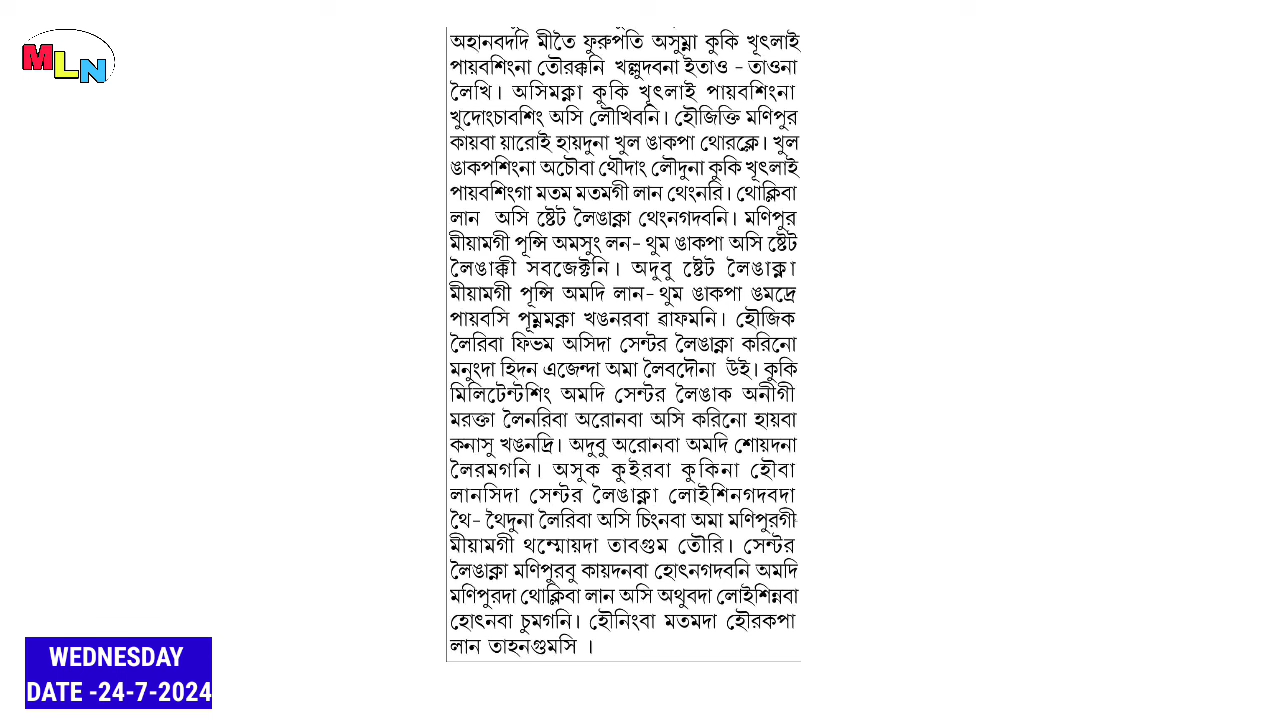 MLN
অহানবদদি মীতৈ ফুরুপতি অসুম্না কুকি খূৎলাই
পায়বশিংনা তৌরক্কনি খল্লুদবনা ইতাও - তাওনা
লৈখি। অসিমক্না কুকি খূৎলাই পায়বশিংনা
খুদোংচাবশিং অসি লৌখিবনি। হৌজিক্তি মণিপুর
কায়বা য়ারোই হায়দুনা খুল ঙাকপা থোরক্লে। খুল
ঙাকপশিংনা অচৌবা থৌদাং লৌদুনা কুকি খূৎলাই
পায়বশিংগা মতম মতমগী লান থেংনরি। থোক্লিবা
লান অসি ষ্টেট লৈঙাক্না থেংনগদবনি। মণিপুর
মীয়ামগী পূন্সি অমসুং লন- থুম ঙাকপা অসি ষ্টেট
লৈঙাক্কী সবজেক্টনি। অদুবু ষ্টেট লৈঙাক্না
মীয়ামগী পূন্সি অমদি লান- থুম ঙাকপা ঙমদ্রে
পায়বসি পূম্নমক্না খঙনরবা ৱাফমনি। হৌজিক
লৈরিবা ফিভম অসিদা সেন্টর লৈঙাক্না করিনো
মনুংদা হিদন এজেন্দা অমা লৈবদৌনা উই। কুকি
মিলিটেন্টশিং অমদি সেন্টর লৈঙাক অনীগী
মরক্তা লৈনরিবা অরোনবা অসি করিনো হায়বা
কনাসু খঙনদ্রি। অদুবু অরোনবা অমদি শোয়দনা
লৈরমগনি। অসুক কুইরবা কুকিনা হৌবা
লানসিদা সেন্টর লৈঙাক্না লোইশিনগদবদা
থৈ- থৈদুনা লৈরিবা অসি চিংনবা অমা মণিপুরগী
মীয়ামগী থম্মোয়দা তাবগুম তৌরি। সেন্টর
লৈঙাক্না মণিপুরবু কায়দনবা হোৎনগদবনি অমদি
মণিপুরদা থোক্লিবা লান অসি অথুবদা লোইশিন্নবা
হোৎনবা চুমগনি। হৌনিংবা মতমদা হৌরকপা
লান তাহনগুমসি ।
WEDNESDAY
DATE -24-7-2024